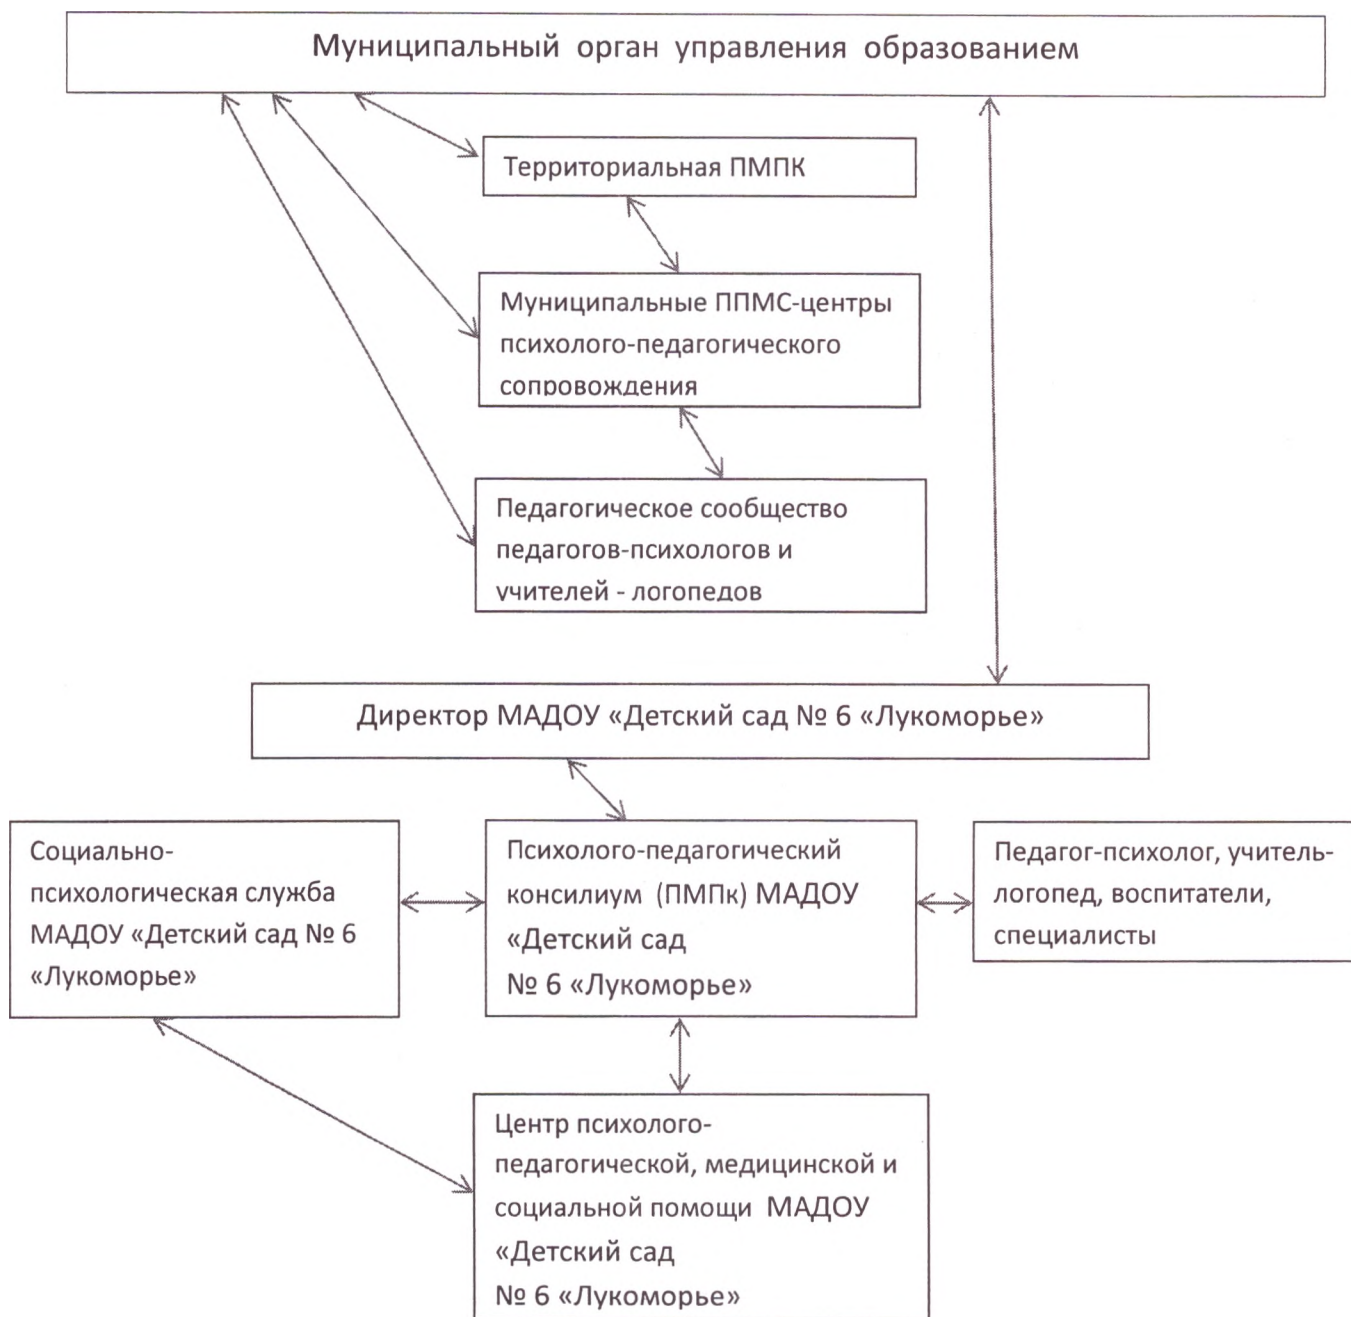 Муниципальный орган управления образованием
Территориальная ПМПК
Муниципальные ППМС-центры
психолого-педагогического
сопровождения
Педагогическое сообщество
педагогов-психологов и
учителей - логопедов
Директор МАДОУ «Детский сад № 6 «Лукоморье»
Социально-
психологическая служба
МАДОУ «Детский сад № 6
«Лукоморье»
Психолого-педагогический
консилиум (ПМПк) МАДОУ
«Детский сад
№ 6 «Лукоморье»
Педагог-психолог, учитель-
логопед, воспитатели,
специалисты
Центр психолого-
педагогической, медицинской и
социальной помощи МАДОУ
«Детский сад
№ 6 «Лукоморье»